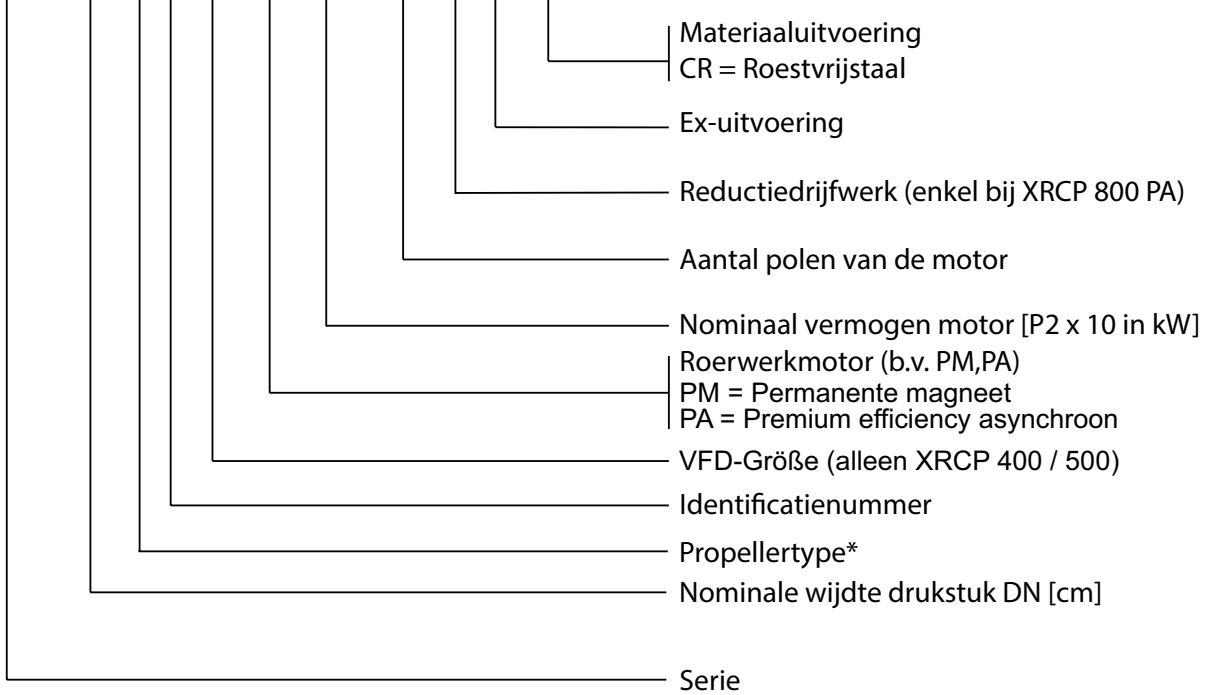 Materiaaluitvoering
CR = Roestvrijstaal
Ex-uitvoering
Reductiedrijfwerk (enkel bij XRCP 800 PA)
Aantal polen van de motor
Nominaal vermogen motor [P2 x 10 in kW]
Roerwerkmotor (b.v. PM,PA)
PM = Permanente magneet
PA = Premium efficiency asynchroon
VFD-Größe (alleen XRCP 400 / 500)
Identificatienummer
Propellertype*
Nominale wijdte drukstuk DN [cm]
Serie